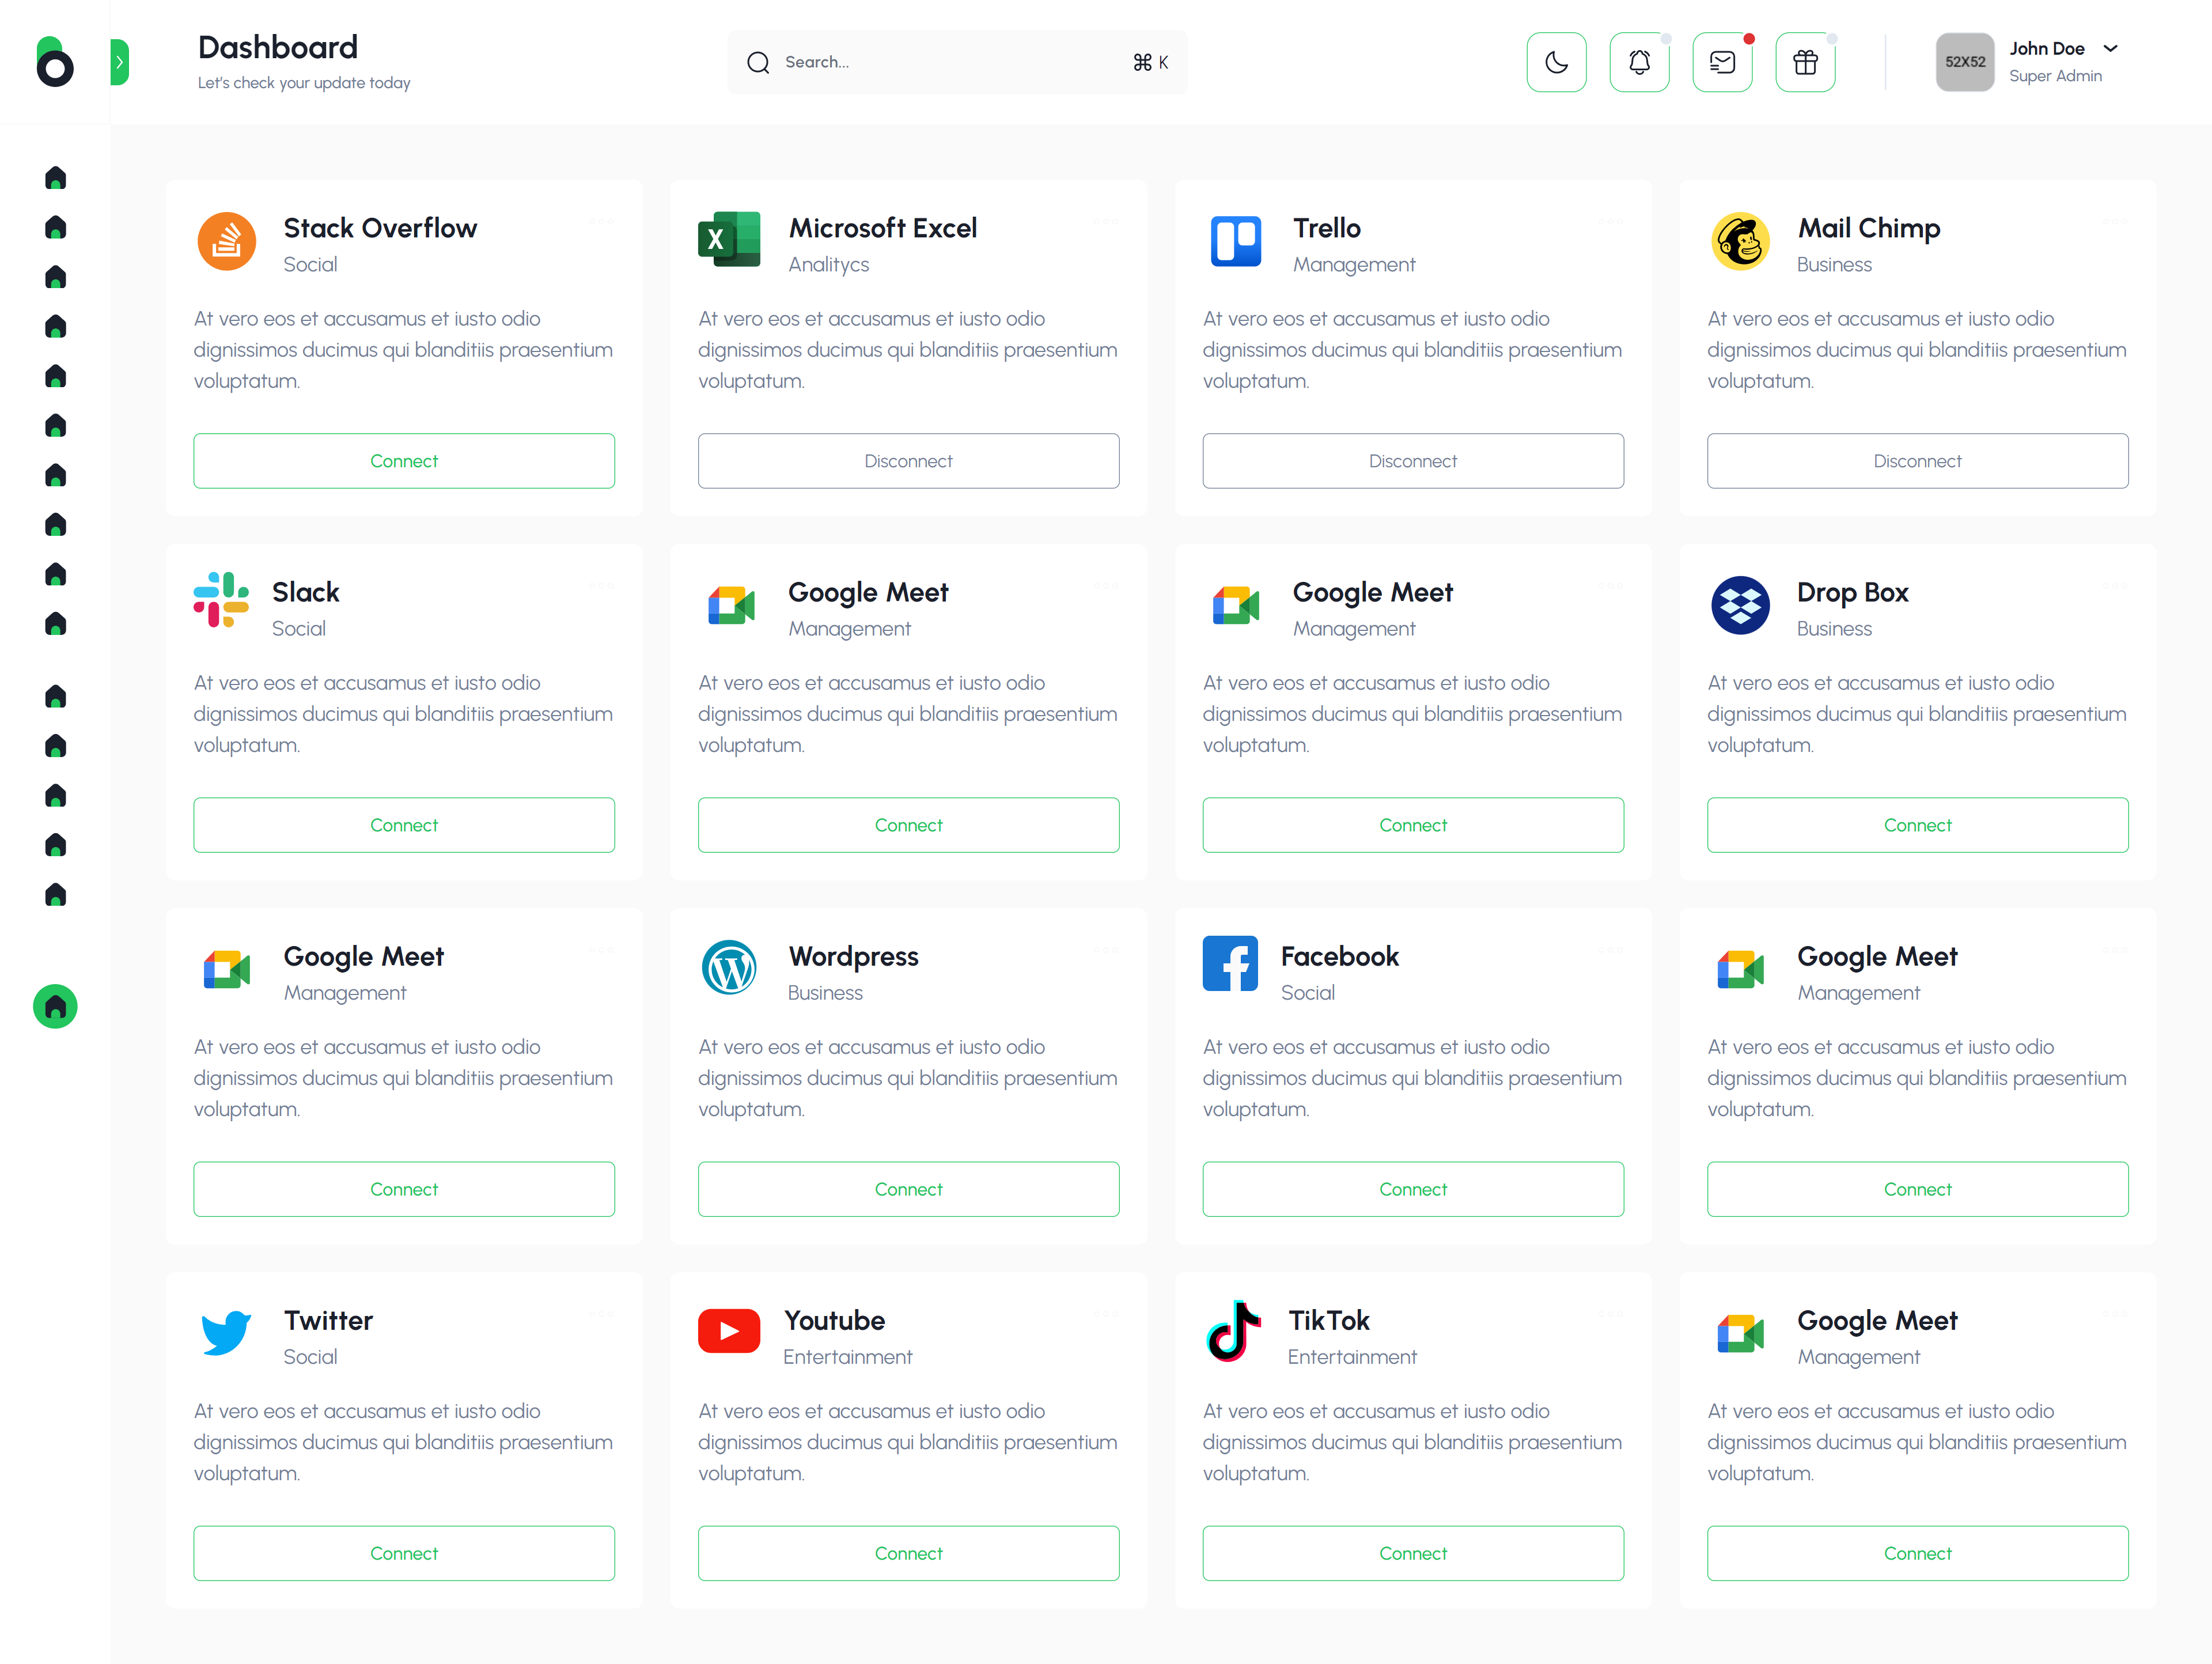 Dashboard
Let's check your update today
Search...
⌘ K
52X52
John Doe
Super Admin
Stack Overflow
Social
At vero eos et accusamus et iusto odio
dignissimos ducimus qui blanditiis praesentium
voluptatum.
Connect
Microsoft Excel
Analitycs
At vero eos et accusamus et iusto odio
dignissimos ducimus qui blanditiis praesentium
voluptatum.
Disconnect
Trello
Management
At vero eos et accusamus et iusto odio
dignissimos ducimus qui blanditiis praesentium
voluptatum.
Disconnect
Mail Chimp
Business
At vero eos et accusamus et iusto odio
dignissimos ducimus qui blanditiis praesentium
voluptatum.
Disconnect
Slack
Social
At vero eos et accusamus et iusto odio
dignissimos ducimus qui blanditiis praesentium
voluptatum.
Connect
Google Meet
Management
At vero eos et accusamus et iusto odio
dignissimos ducimus qui blanditiis praesentium
voluptatum.
Connect
Google Meet
Management
At vero eos et accusamus et iusto odio
dignissimos ducimus qui blanditiis praesentium
voluptatum.
Connect
Drop Box
Business
At vero eos et accusamus et iusto odio
dignissimos ducimus qui blanditiis praesentium
voluptatum.
Connect
Google Meet
Management
At vero eos et accusamus et iusto odio
dignissimos ducimus qui blanditiis praesentium
voluptatum.
Connect
Wordpress
Business
At vero eos et accusamus et iusto odio
dignissimos ducimus qui blanditiis praesentium
voluptatum.
Connect
Facebook
Social
At vero eos et accusamus et iusto odio
dignissimos ducimus qui blanditiis praesentium
voluptatum.
Connect
Google Meet
Management
At vero eos et accusamus et iusto odio
dignissimos ducimus qui blanditiis praesentium
voluptatum.
Connect
Twitter
Social
At vero eos et accusamus et iusto odio
dignissimos ducimus qui blanditiis praesentium
voluptatum.
Connect
Youtube
Entertainment
At vero eos et accusamus et iusto odio
dignissimos ducimus qui blanditiis praesentium
voluptatum.
Connect
TikTok
Entertainment
At vero eos et accusamus et iusto odio
dignissimos ducimus qui blanditiis praesentium
voluptatum.
Connect
Google Meet
Management
At vero eos et accusamus et iusto odio
dignissimos ducimus qui blanditiis praesentium
voluptatum.
Connect